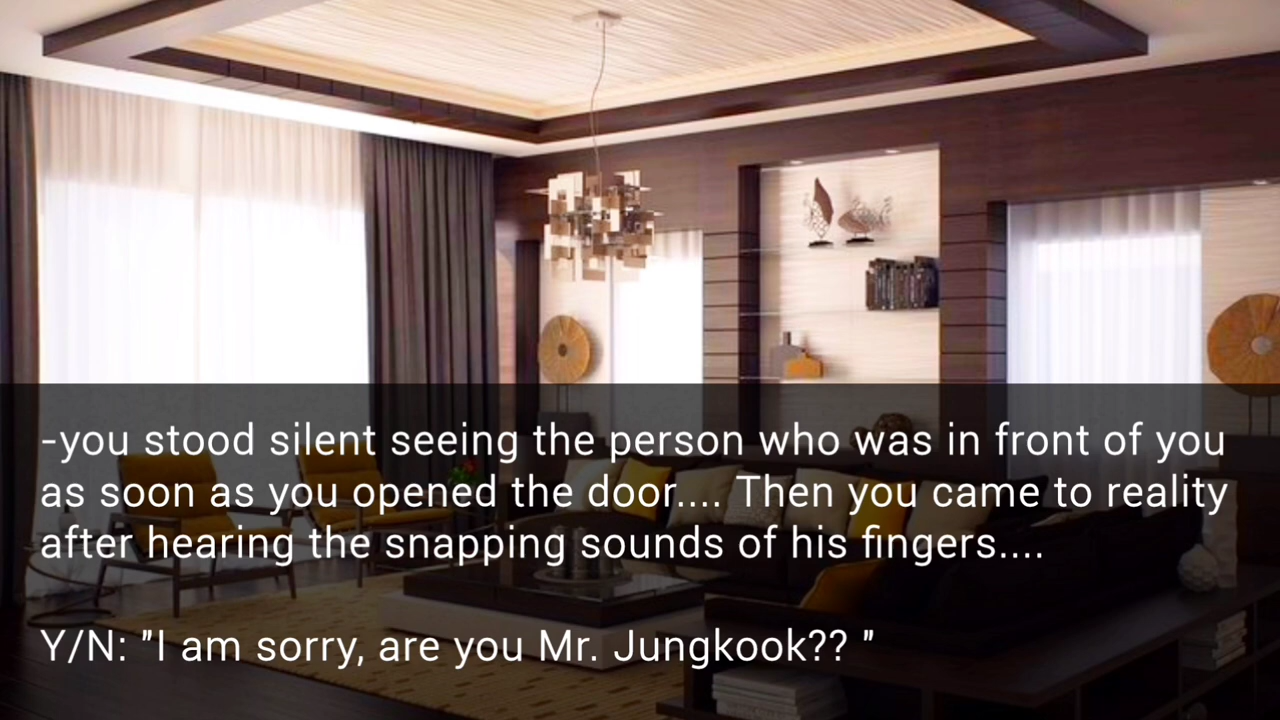 -you stood silent seeing the person who was in front of you
as soon as you opened the door.... Then you came to reality
after hearing the snapping sounds of his fingers....
Y/N: "I am sorry, are you Mr. Jungkook?? "